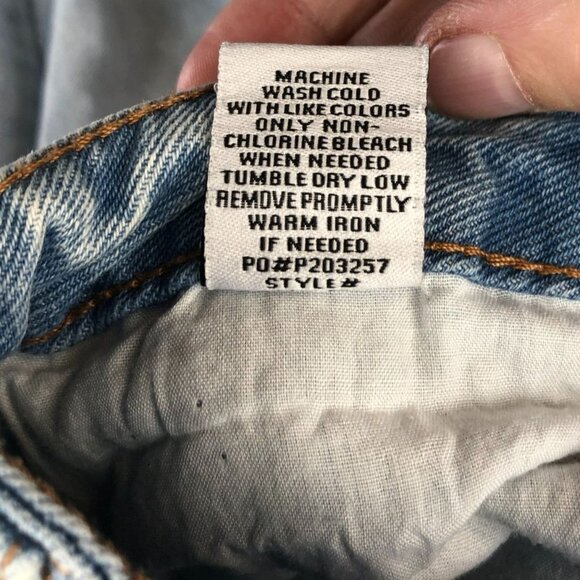 MACHINE
WASH COLD
WITH LIKE COLORS
ONLY NON-
CHLORINE BLEACH
WHEN NEEDED
TUMBLE DRY LOW
REMOVE PROMPTLY
WARM IRON
IF NEEDED
PO#P203257
STYLE#